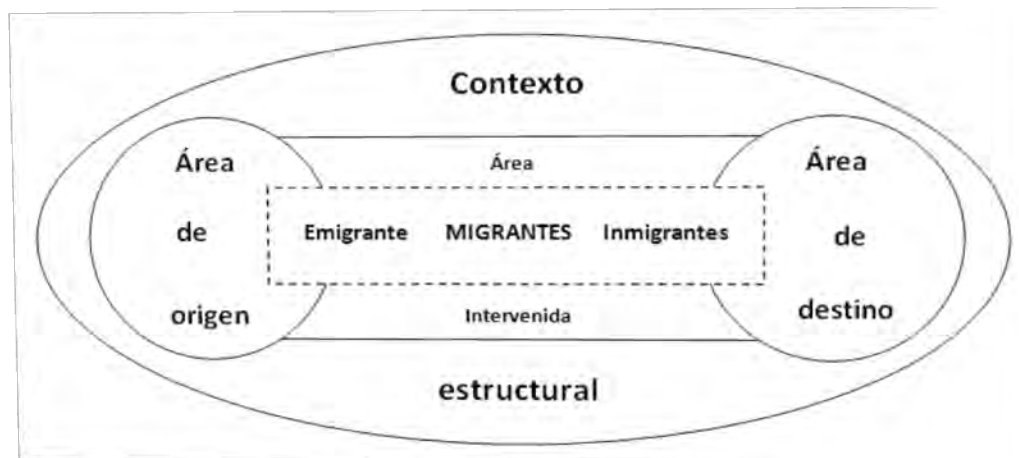 Contexto
Área
de
origen
Área
Emigrante MIGRANTES Inmigrantes
Intervenida
Área
de
destino
estructural